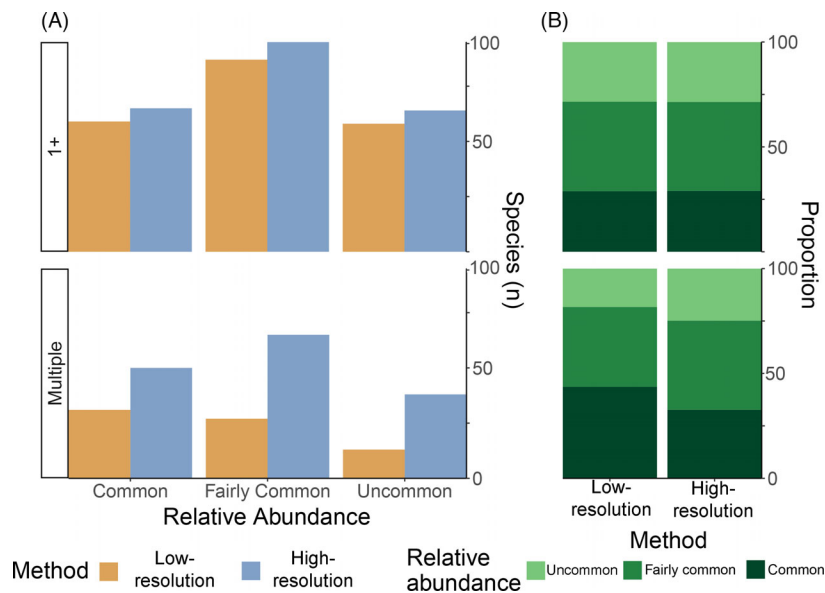 (A)
(B)
1+
Multiple
100
50
100
50
0
Species (n)
Common
Fairly Common
Uncommon
Relative Abundance
100
50
100
50
0
Proportion
Low-
resolution
High-
resolution
Method
Method
Low-
resolution
High-
resolution
Relative
abundance
Uncommon
Fairly common
Common